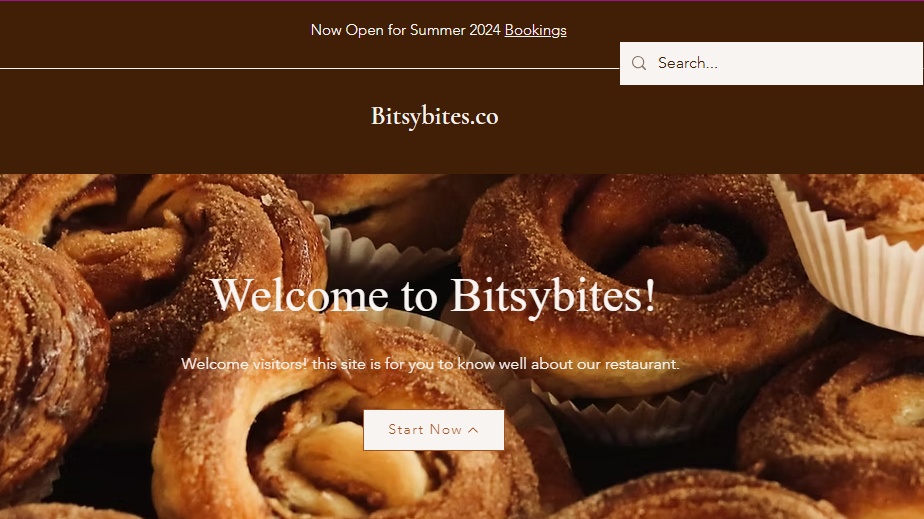 Now Open for Summer 2024 Bookings
Search...
Bitsybites.co
Welcome to Bitsybites!
Welcome visitors! this site is for you to know well about our restaurant.
Start Now